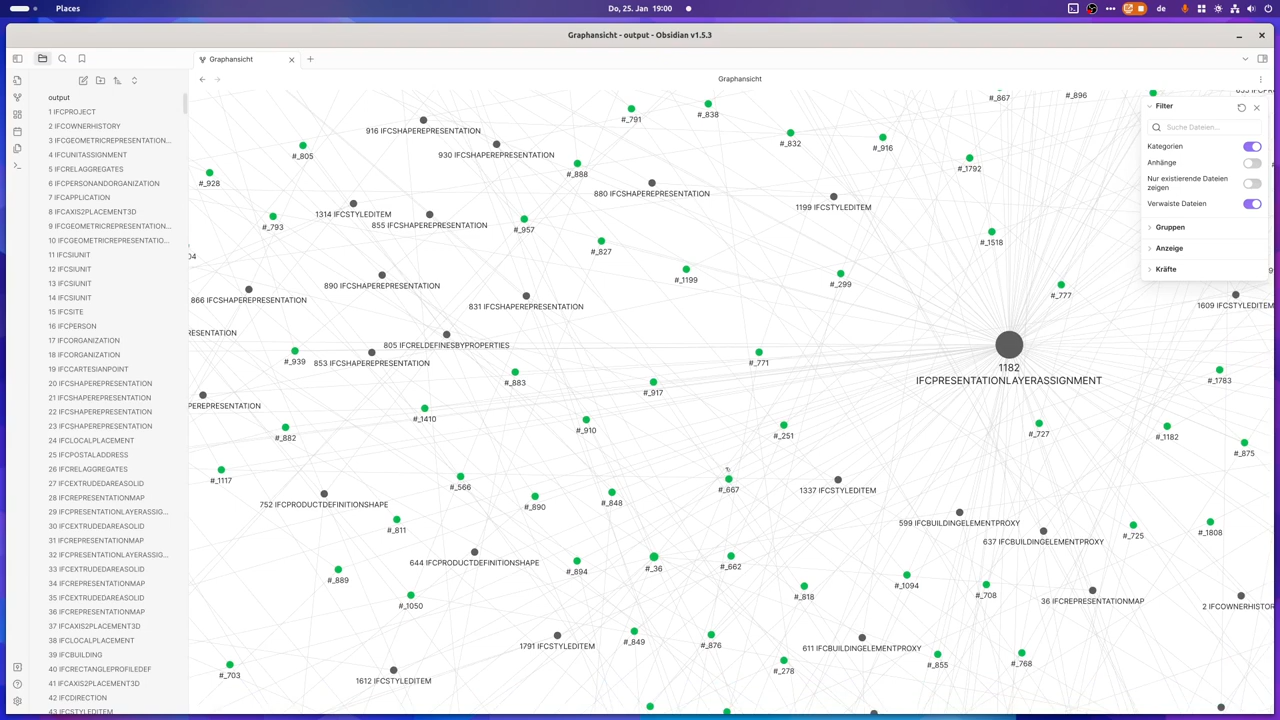 Places
Do, 25. Jan 19:00
de
Graphansicht - output - Obsidian v1.5.3
Graphansicht
Graphansicht
output
1 IFCPROJECT
2 IFCOWNERHISTORY
3 IFCGEOMETRICREPRESENTATION...
4 IFCUNITASSIGNMENT
5 IFCRELAGGREGATES
6 IFCPERSONANDORGANIZATION
7 IFCAPPLICATION
8 IFCAXIS2PLACEMENT3D
9 IFCGEOMETRICREPRESENTATION...
10 IFCGEOMETRICREPRESENTATIO...
11 IFCSIUNIT
12 IFCSIUNIT
13 IFCSIUNIT
14 IFCSIUNIT
15 IFCSITE
16 IFCPERSON
17 IFCORGANIZATION
18 IFCORGANIZATION
19 IFCCARTESIANPOINT
20 IFCSHAPEREPRESENTATION
21 IFCSHAPEREPRESENTATION
22 IFCSHAPEREPRESENTATION
23 IFCSHAPEREPRESENTATION
24 IFCLOCALPLACEMENT
25 IFCPOSTALADDRESS
26 IFCRELAGGREGATES
27 IFCEXTRUDEDAREASOLID
28 IFCREPRESENTATIONMAP
29 IFCPRESENTATIONLAYERASSIG...
30 IFCEXTRUDEDAREASOLID
31 IFCREPRESENTATIONMAP
32 IFCPRESENTATIONLAYERASSIG...
33 IFCEXTRUDEDAREASOLID
34 IFCREPRESENTATIONMAP
35 IFCEXTRUDEDAREASOLID
36 IFCREPRESENTATIONMAP
37 IFCAXIS2PLACEMENT3D
38 IFCLOCALPLACEMENT
39 IFCBUILDING
40 IFCRECTANGLEPROFILEDEF
41 IFCAXIS2PLACEMENT3D
42 IFCDIRECTION
43 IFCSTYLEDITEM
#_867
#_896
#_791
#_838
916 IFCSHAPEREPRESENTATION
#_832
#_916
#_805
930 IFCSHAPEREPRESENTATION
#_1792
#_888
#_928
880 IFCSHAPEREPRESENTATION
1199 IFCSTYLEDITEM
1314 IFCSTYLEDITEM
855 IFCSHAPEREPRESENTATION
#_793
#_957
#_1518
#_827
04
#_1199
#_299
890 IFCSHAPEREPRESENTATION
#_777
866 IFCSHAPEREPRESENTATION
831 IFCSHAPEREPRESENTATION
1609 IFCSTYLEDITEM
RESENTATION
805 IFCRELDEFINESBYPROPERTIES
#_939
853 IFCSHAPEREPRESENTATION
#_771
1182
IFCPRESENTATIONLAYERASSIGNMENT
#_883
#_917
#_1783
PEREPRESENTATION
#_1410
#_910
#_251
#_727
#_1182
#_882
#_875
#_1117
#_566
#_667
1337 IFCSTYLEDITEM
752 IFCPRODUCTDEFINITIONSHAPE
#_890
#_848
599 IFCBUILDINGELEMENTPROXY
#_811
637 IFCBUILDINGELEMENTPROXY
#_725
#_1808
644 IFCPRODUCTDEFINITIONSHAPE
#_894
#_36
#_662
#_889
#_1094
#_818
#_708
36 IFCREPRESENTATIONMAP
2 IFCOWNERHISTOR
#_1050
1791 IFCSTYLEDITEM
#_849
#_876
611 IFCBUILDINGELEMENTPROXY
#_855
#_768
#_703
#_278
1612 IFCSTYLEDITEM
Filter
Suche Dateien...
Kategorien
Anhänge
Nur existierende Dateien
zeigen
Verwaiste Dateien
Gruppen
Anzeige
Kräfte